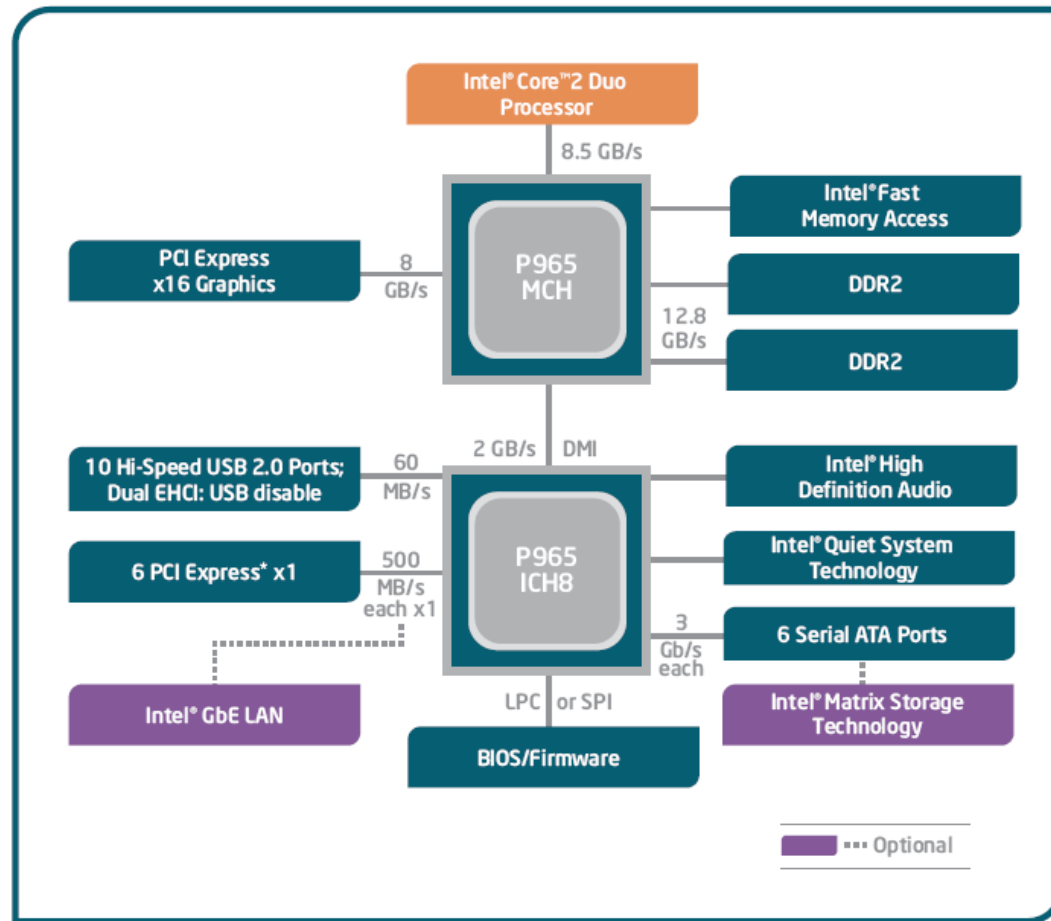 Intel® Core™2 Duo
Processor
8.5 GB/s
Intel® Fast
Memory Access
PCI Express
x16 Graphics
8
GB/s
P965
MCH
DDR2
12.8
GB/s
DDR2
2 GB/s DMI
10 Hi-Speed USB 2.0 Ports;
Dual EHCI: USB disable
60
MB/s
Intel® High
Definition Audio
6 PCI Express* x1
500
MB/s
each x1
P965
ICH8
Intel® Quiet System
Technology
3
Gb/s
each
6 Serial ATA Ports
Intel® GbE LAN
LPC or SPI
Intel® Matrix Storage
Technology
BIOS/Firmware
Optional